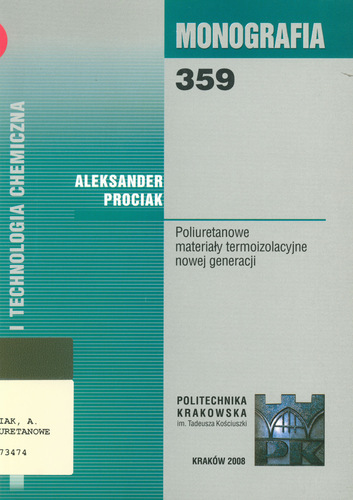 MONOGRAFIA
359
I TECHNOLOGIA CHEMICZNA
ALEKSANDER
PROCIAK
Poliuretanowe
materiały termoizolacyjne
nowej generacji
IAK, A.
URETANOWE
73474
POLITECHNIKA
KRAKOWSKA
im. Tadeusza Kościuszki
PK
KRAKÓW 2008